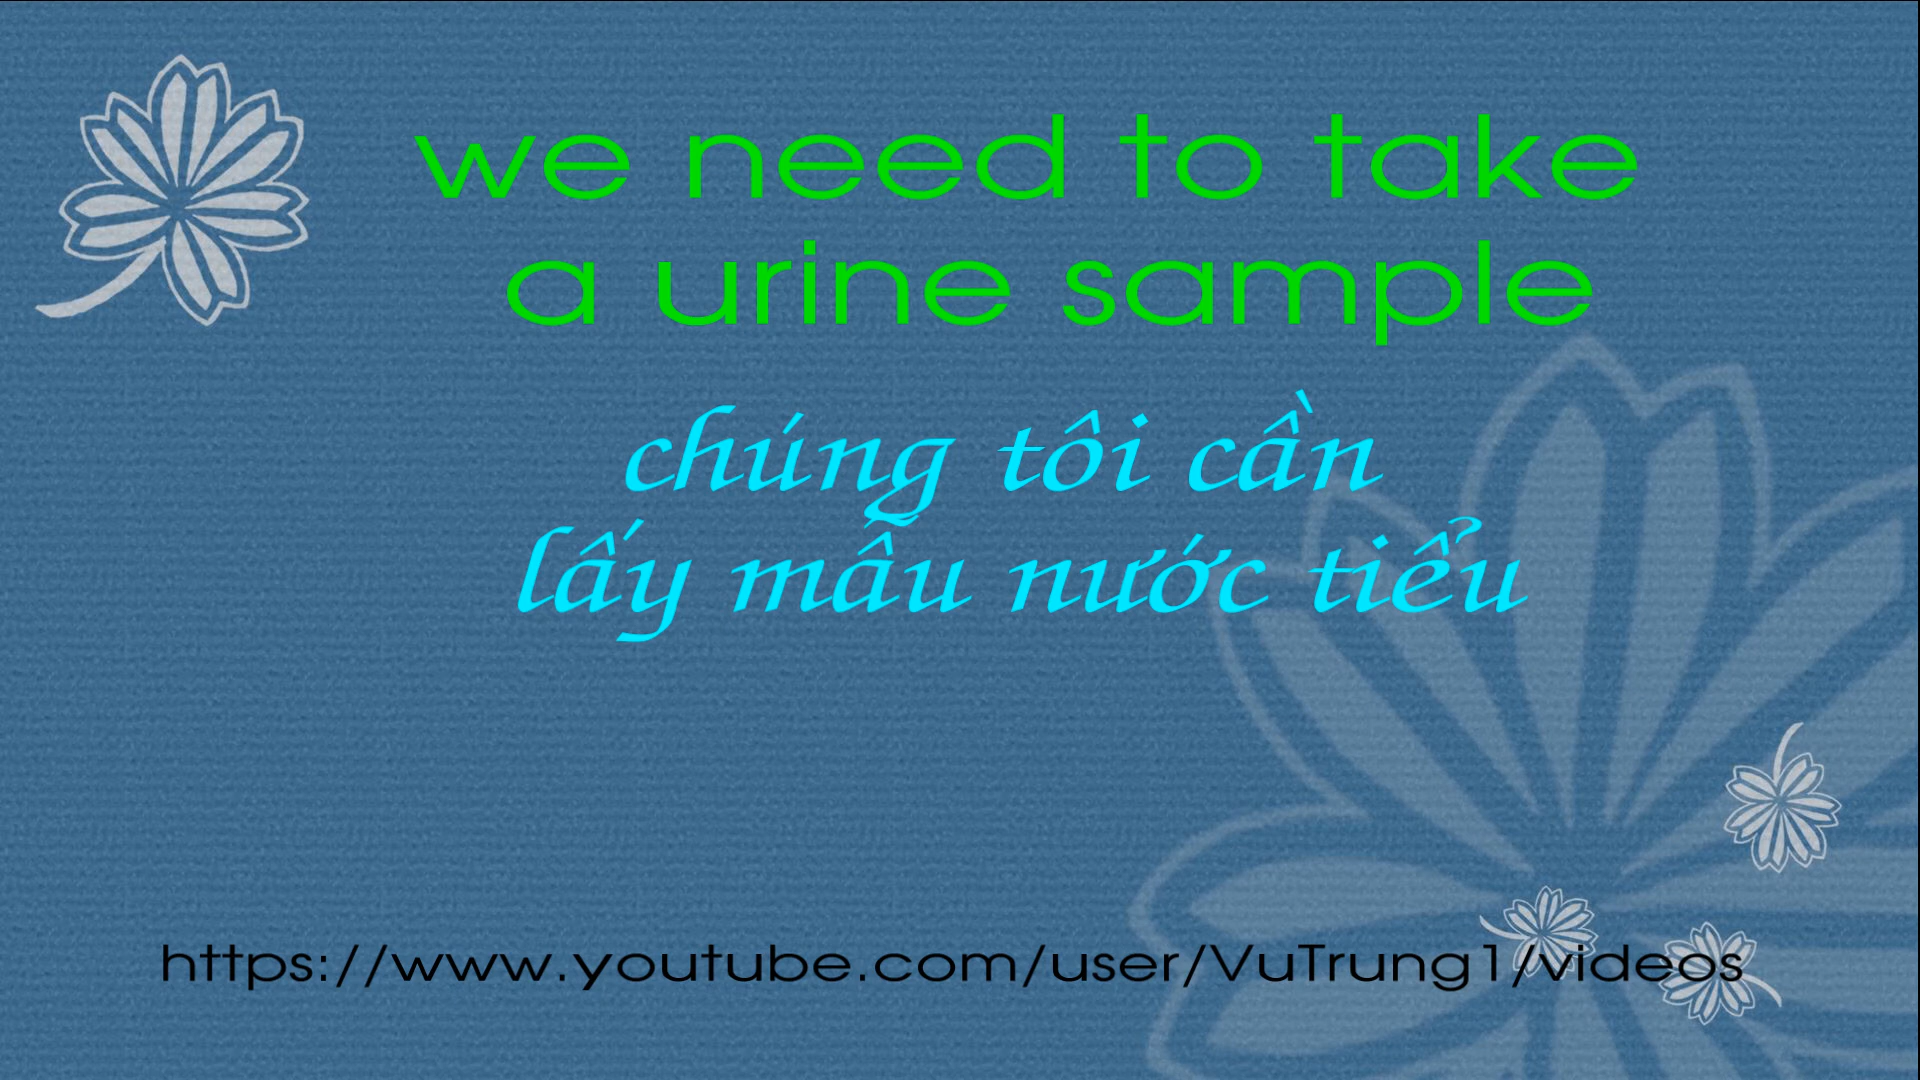 we need to take
a urine sample
chúng tôi cần
lấy mẫu nước tiểu
https://www.youtube.com/user/VuTrung1/videos